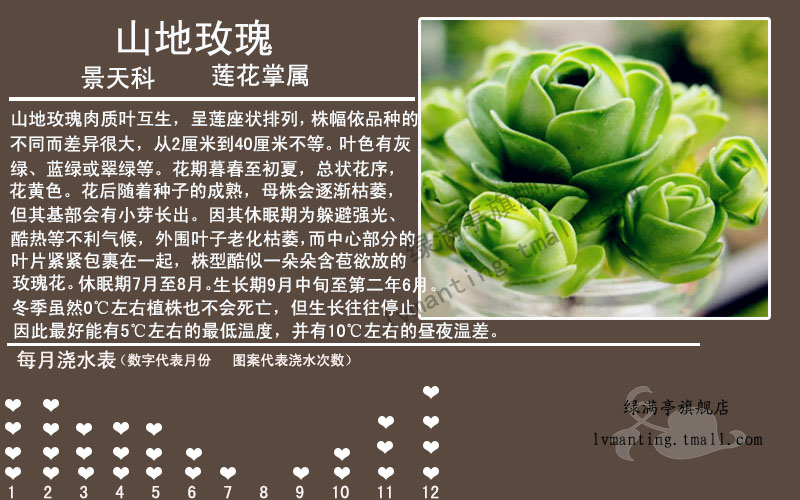 山地玫瑰
景天科 莲花掌属
山地玫瑰肉质叶互生，呈莲座状排列，株幅依品种的
不同而差异很大，从2厘米到40厘米不等。叶色有灰
绿、蓝绿或翠绿等。花期暮春至初夏，总状花序，
花黄色。花后随着种子的成熟，母株会逐渐枯萎，
但其基部会有小芽长出。因其休眠期为躲避强光、
酷热等不利气候，外围叶子老化枯萎，而中心部分的
叶片紧紧包裹在一起，株型酷似一朵朵含苞欲放的
玫瑰花。休眠期7月至8月。生长期9月中旬至第二年6月。
冬季虽然0℃左右植株也不会死亡，但生长往往停止，
因此最好能有5℃左右的最低温度，并有10℃左右的昼夜温差。
绿满亭旗舰店
lvmanting.tmall.com
每月浇水表（数字代表月份 图案代表浇水次数）
绿满亭旗舰店
lvmanting.tmall.com
1 2 3 4 5 6 7 8 9 10 11 12